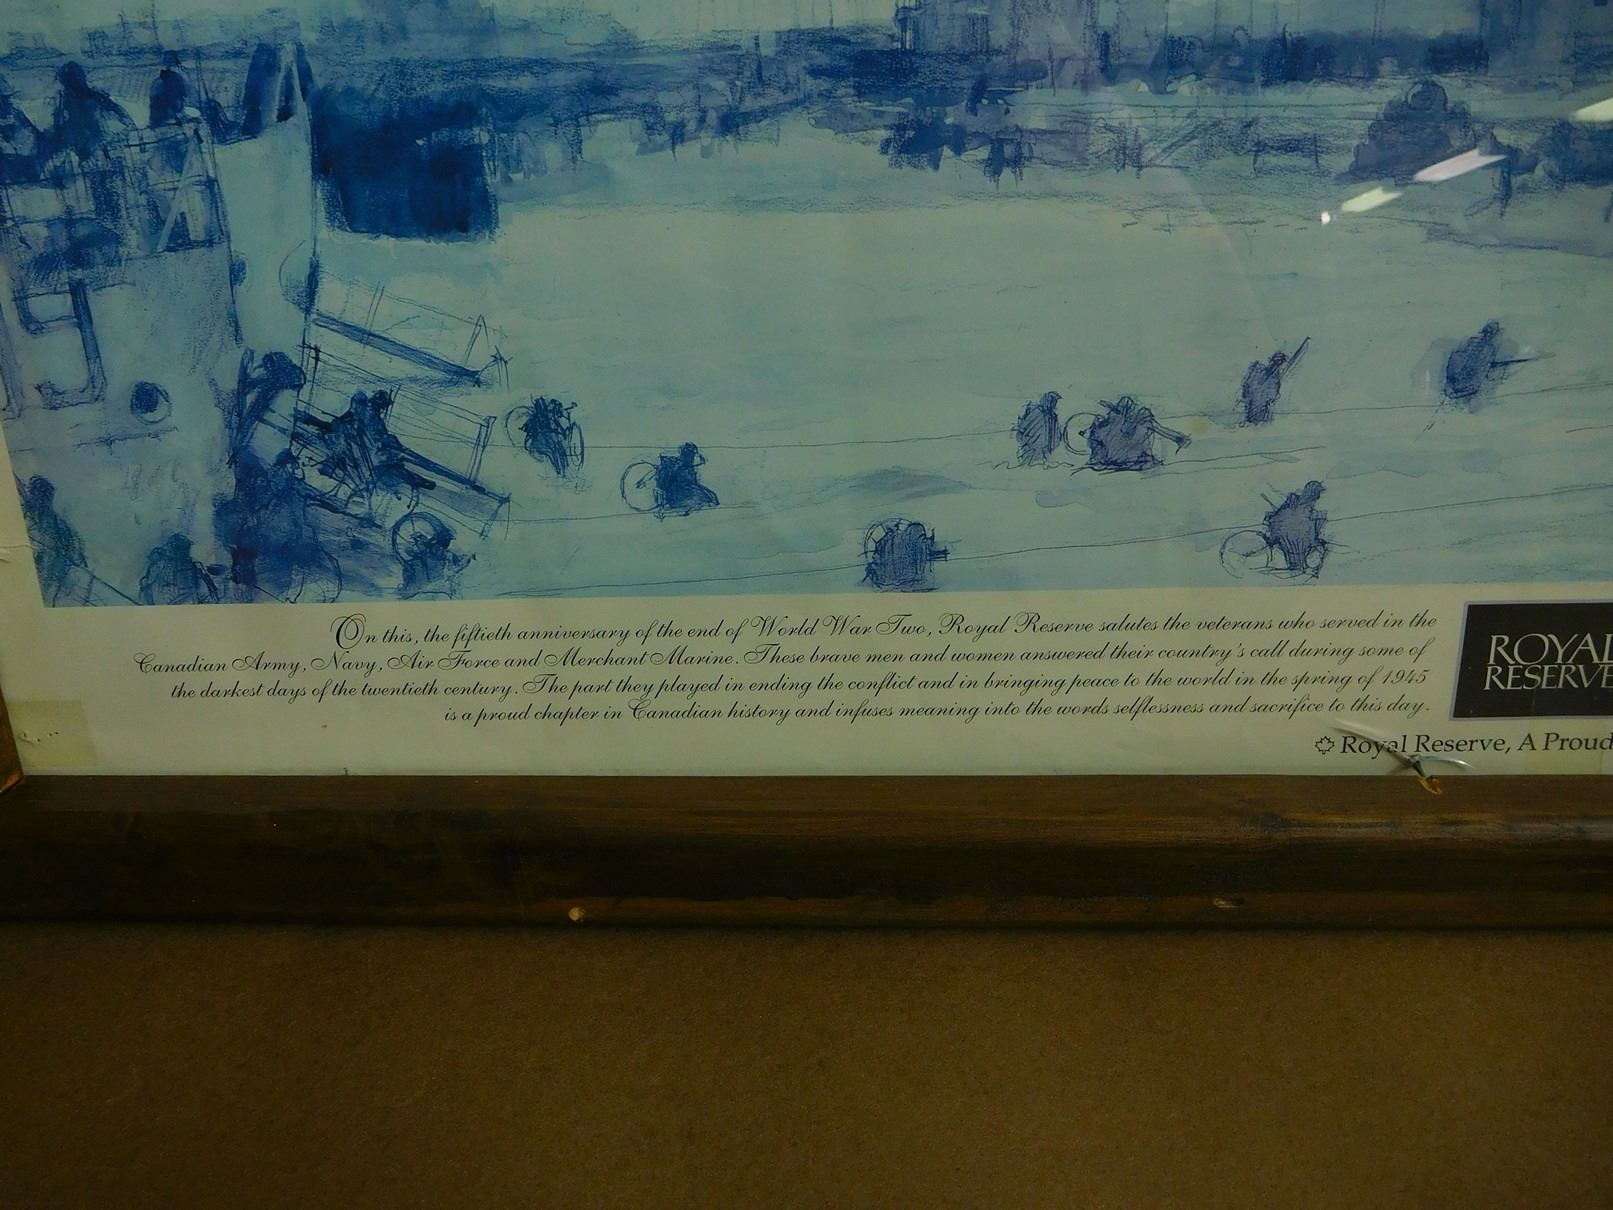 9
On this, the fiftieth anniversary of the end of World War Two, Royal Reserve salutes the veterans who served in the
Canadian Army, Navy, Air Force and Merchant Marine. These brave men and women answered their country's call during some of
the darkest days of the twentieth century. The part they played in ending the conflict and in bringing peace to the world in the spring of 1945
is a proud chapter in Canadian history and infuses meaning into the words selflessness and sacrifice to this day.
ROYAL
RESERVE
Royal Reserve, A Proud